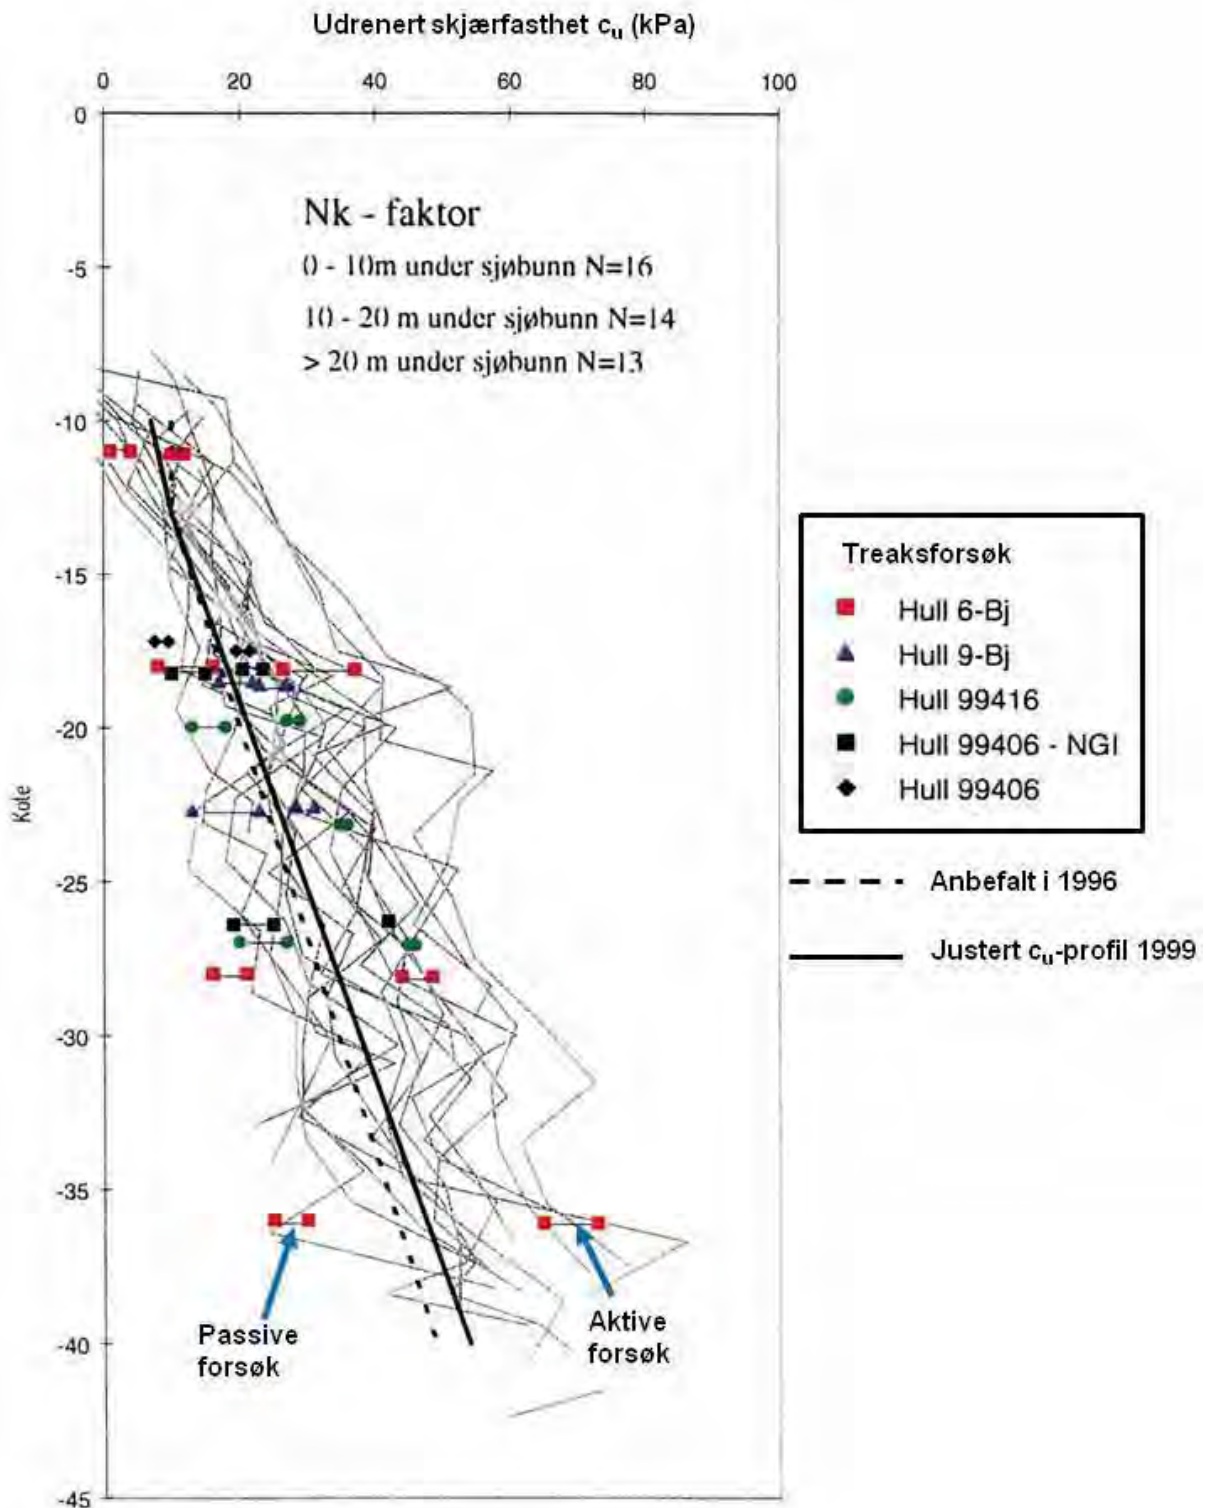 Udrenert skjærfasthet cu (kPa)
0 20 40 60 80 100
0
-5
-10
-15
-20
-25
-30
-35
-40
-45
Kote
Nk - faktor
0 - 10m under sjøbunn N=16
10 - 20 m under sjøbunn N=14
> 20 m under sjøbunn N=13
Passive
forsøk
Aktive
forsøk
Treaksforsøk
Hull 6-Bj
Hull 9-Bj
Hull 99416
Hull 99406 - NGI
Hull 99406
Anbefalt i 1996
Justert cu-profil 1999